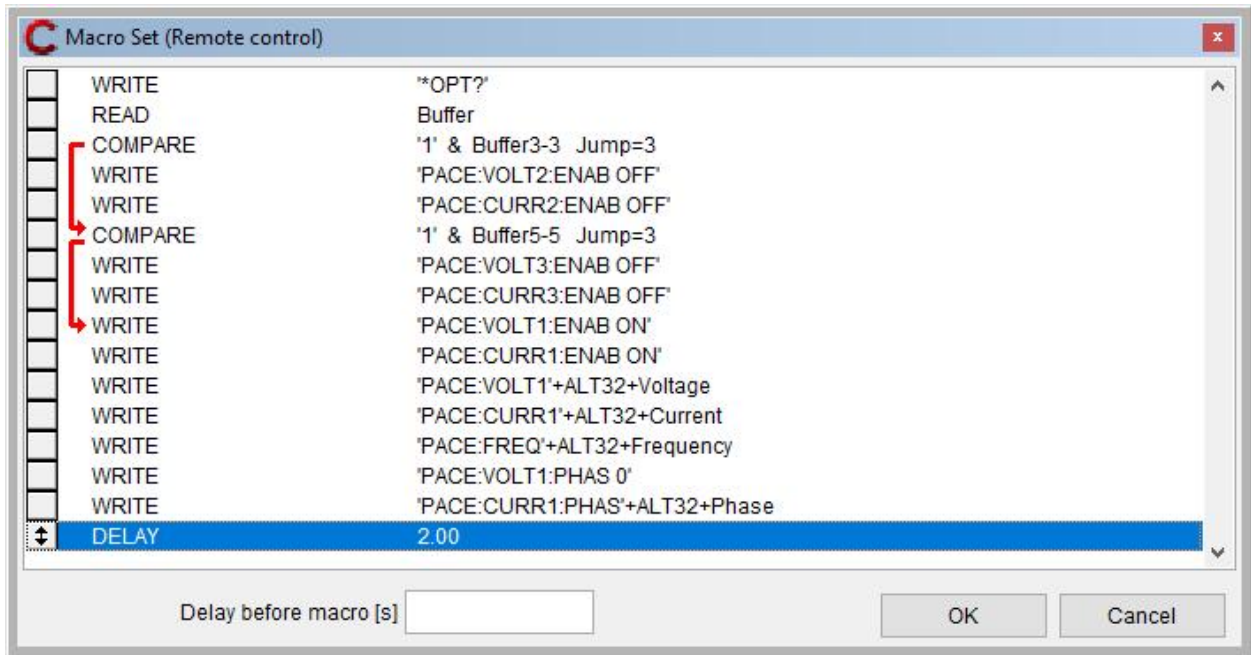 Macro Set (Remote control)
x
WRITE '*OPT?'
READ Buffer
COMPARE '1' & Buffer3-3 Jump=3
WRITE 'PACE:VOLT2:ENAB OFF'
WRITE 'PACE:CURR2:ENAB OFF'
COMPARE '1' & Buffer5-5 Jump=3
WRITE 'PACE:VOLT3:ENAB OFF'
WRITE 'PACE:CURR3:ENAB OFF'
WRITE 'PACE:VOLT1:ENAB ON'
WRITE 'PACE:CURR1:ENAB ON'
WRITE 'PACE:VOLT1'+ALT32+Voltage
WRITE 'PACE:CURR1'+ALT32+Current
WRITE 'PACE:FREQ'+ALT32+Frequency
WRITE 'PACE:VOLT1:PHAS 0'
WRITE 'PACE:CURR1:PHAS'+ALT32+Phase
DELAY 2.00
Delay before macro [s] OK Cancel